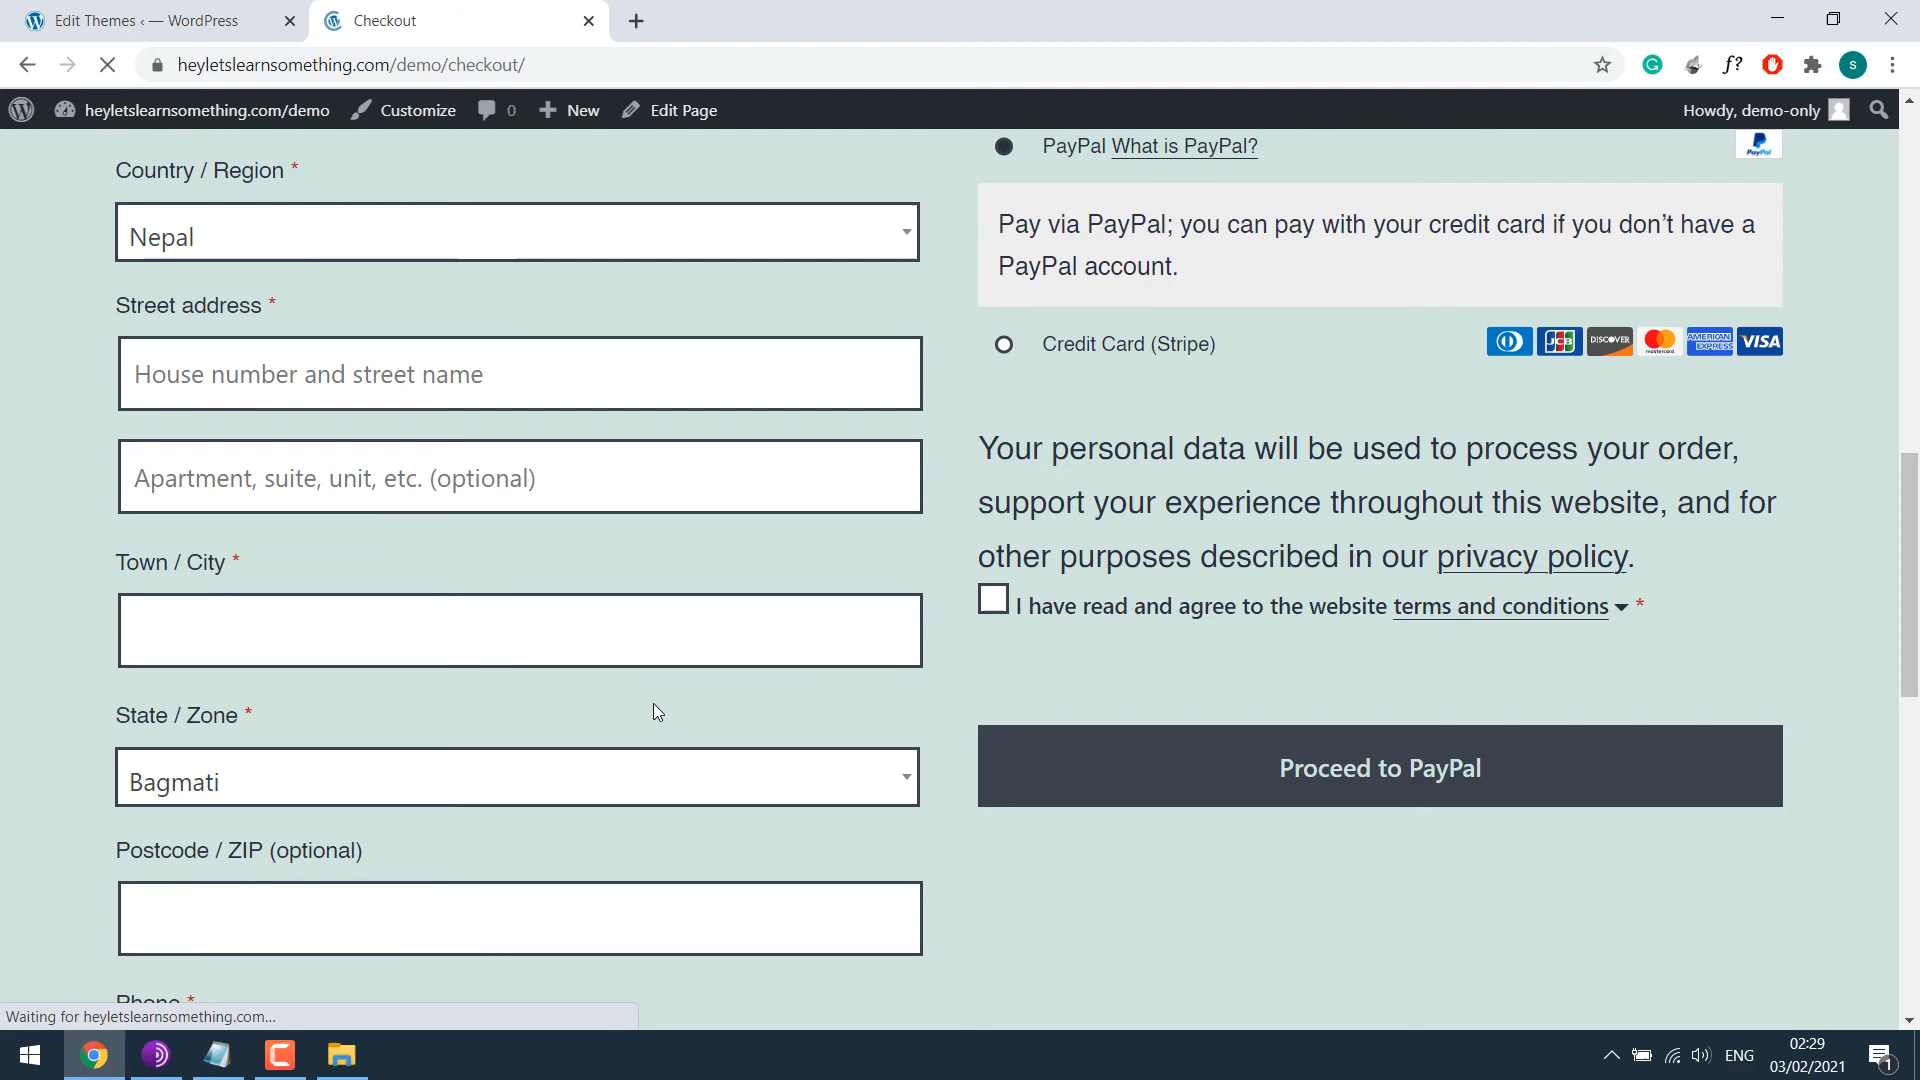 Edit Themes ‹ — WordPress
Checkout
heyletslearnsomething.com/demo/checkout/
f?
s
heyletslearnsomething.com/demo
Customize
0
New
Edit Page
Howdy, demo-only
Country / Region *
Nepal
Street address *
House number and street name
Apartment, suite, unit, etc. (optional)
Town / City *
State / Zone *
Bagmati
Postcode / ZIP (optional)
Phone *
PayPal What is PayPal?
PayPal
Pay via PayPal; you can pay with your credit card if you don’t have a
PayPal account.
Credit Card (Stripe)
JCB
DISCOVER
mastercard
AMERICAN
EXPRESS
VISA
Your personal data will be used to process your order,
support your experience throughout this website, and for
other purposes described in our privacy policy.
I have read and agree to the website terms and conditions *
Proceed to PayPal
Waiting for heyletslearnsomething.com...
ENG
02:29
03/02/2021
1